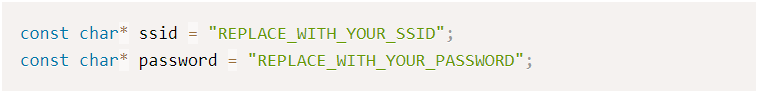 const char* ssid = "REPLACE_WITH_YOUR_SSID";
const char* password = "REPLACE_WITH_YOUR_PASSWORD";